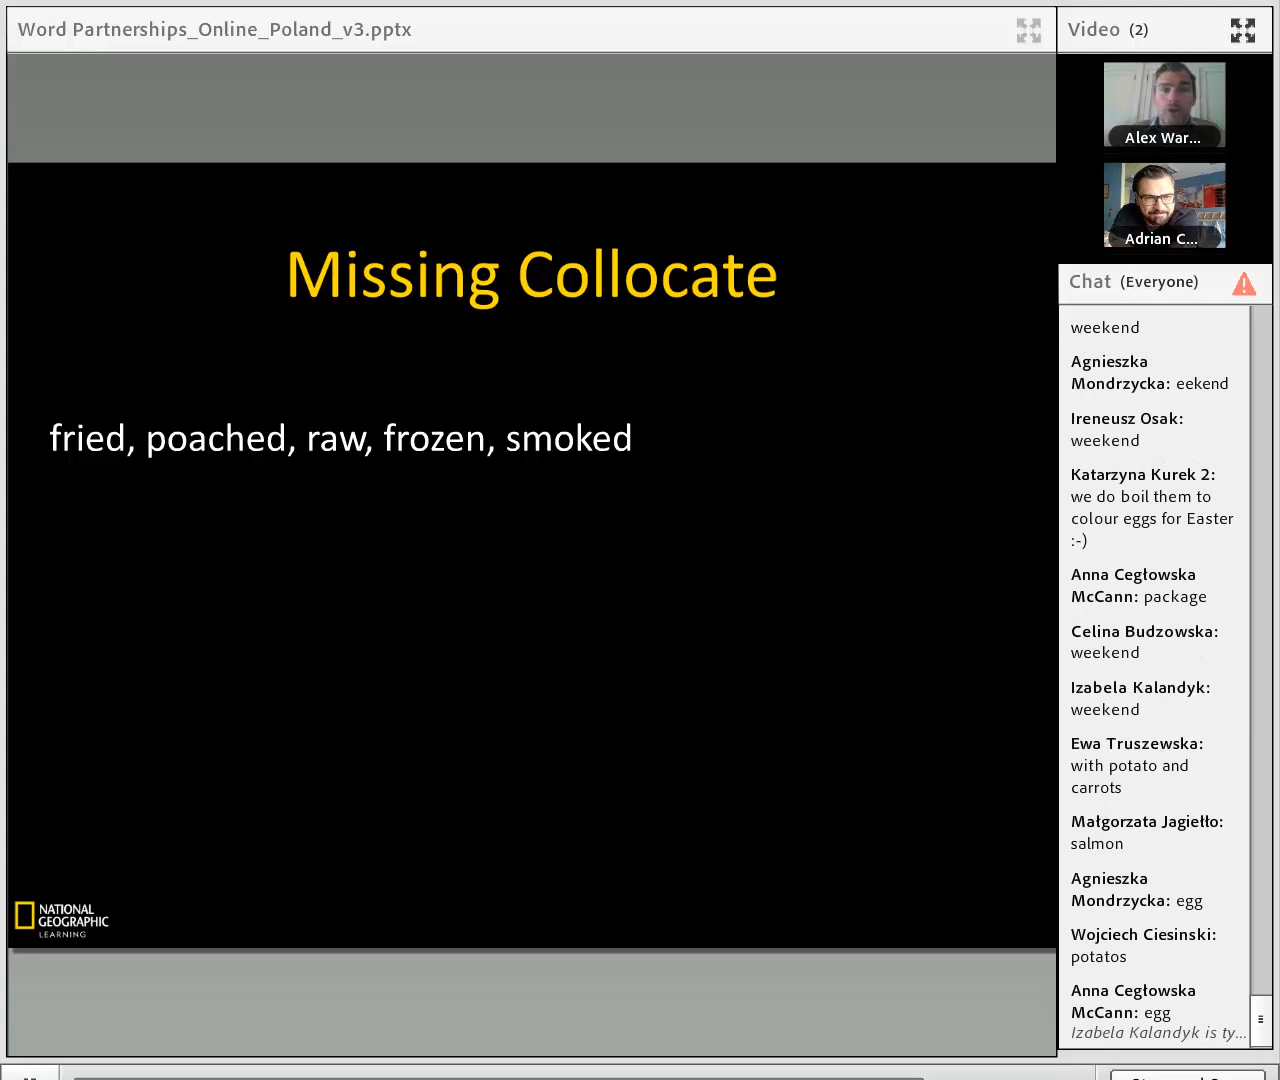 Word Partnerships_Online_Poland_v3.pptx
Video (2)
Alex War...
Adrian C...
Missing Collocate
fried, poached, raw, frozen, smoked
NATIONAL
GEOGRAPHIC
LEARNING
Chat (Everyone)
weekend
Agnieszka
Mondrzycka: eekend
Ireneusz Osak:
weekend
Katarzyna Kurek 2:
we do boil them to
colour eggs for Easter
:-)
Anna Cegłowska
McCann: package
Celina Budzowska:
weekend
Izabela Kalandyk:
weekend
Ewa Truszewska:
with potato and
carrots
Małgorzata Jagiełło:
salmon
Agnieszka
Mondrzycka: egg
Wojciech Ciesinski:
potatos
Anna Cegłowska
McCann: egg
Izabela Kalandyk is ty...